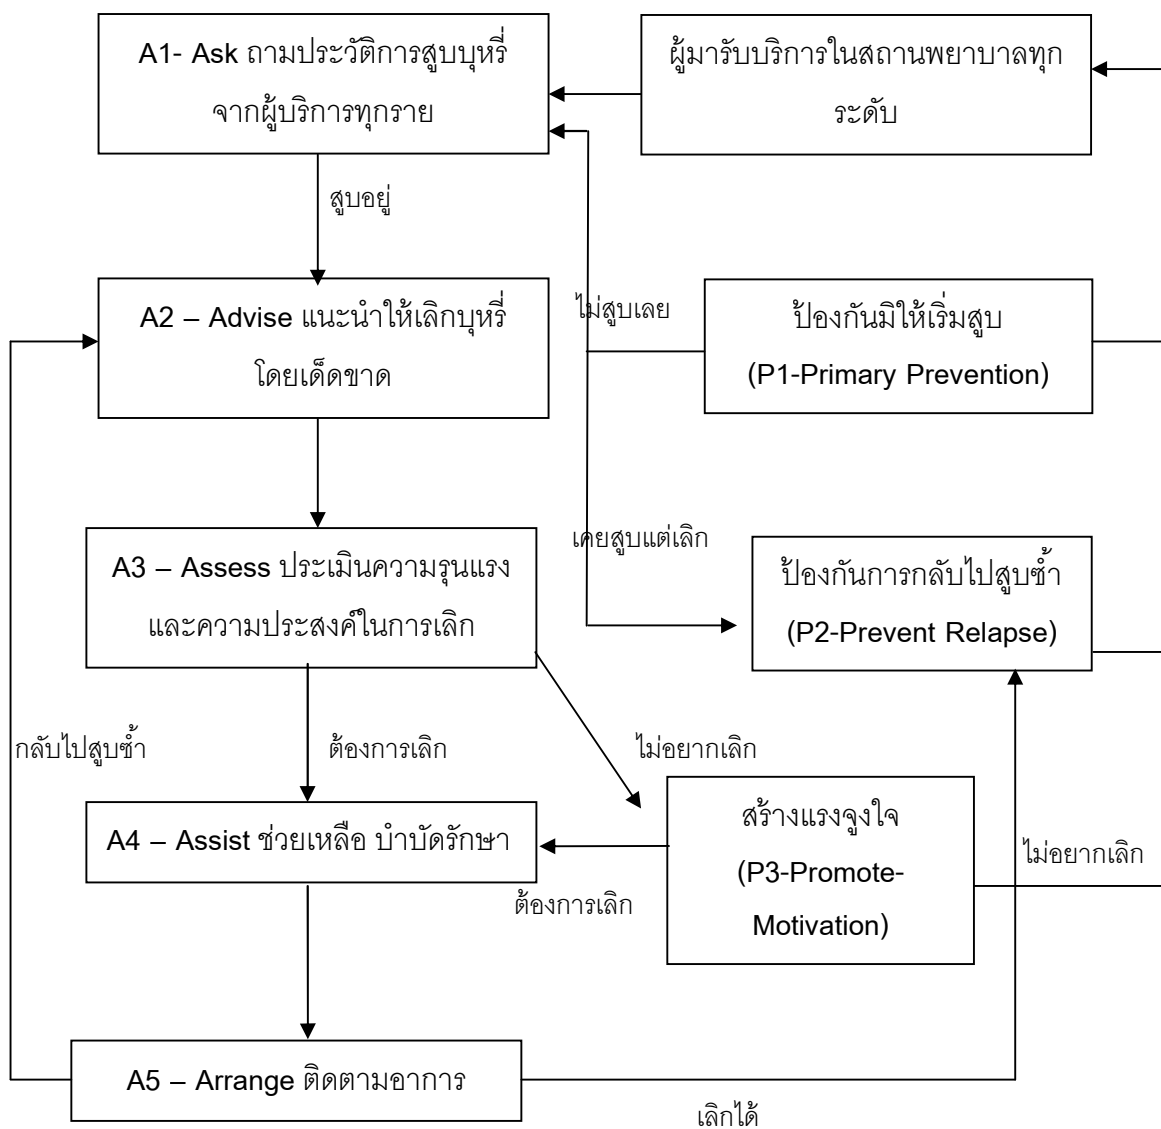 A1- Ask ถามประวัติการสูบบุหรี่
จากผู้บริการทุกราย
ผู้มารับบริการในสถานพยาบาลทุก
ระดับ
สูบอยู่
A2 – Advise แนะนำให้เลิกบุหรี่
โดยเด็ดขาด
ไม่สูบเลย
ป้องกันมิให้เริ่มสูบ
(P1-Primary Prevention)
A3 – Assess ประเมินความรุนแรง
และความประสงค์ในการเลิก
เคยสูบแต่เลิก
ป้องกันการกลับไปสูบซ้ำ
(P2-Prevent Relapse)
กลับไปสูบซ้ำ
ต้องการเลิก
ไม่อยากเลิก
A4 – Assist ช่วยเหลือ บำบัดรักษา
สร้างแรงจูงใจ
(P3-Promote-
Motivation)
ไม่อยากเลิก
ต้องการเลิก
A5 – Arrange ติดตามอาการ
เลิกได้